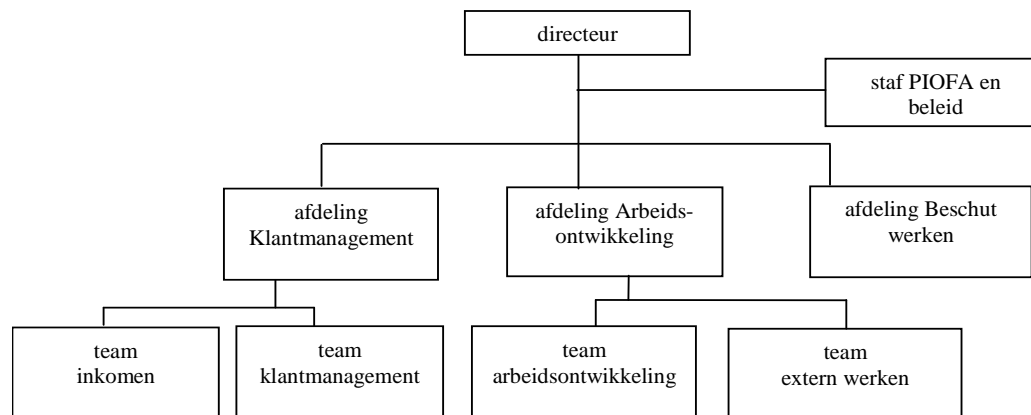 directeur
staf PIOFA en
beleid
afdeling
Klantmanagement
afdeling Arbeids-
ontwikkeling
afdeling Beschut
werken
team
inkomen
team
klantmanagement
team
arbeidsontwikkeling
team
extern werken